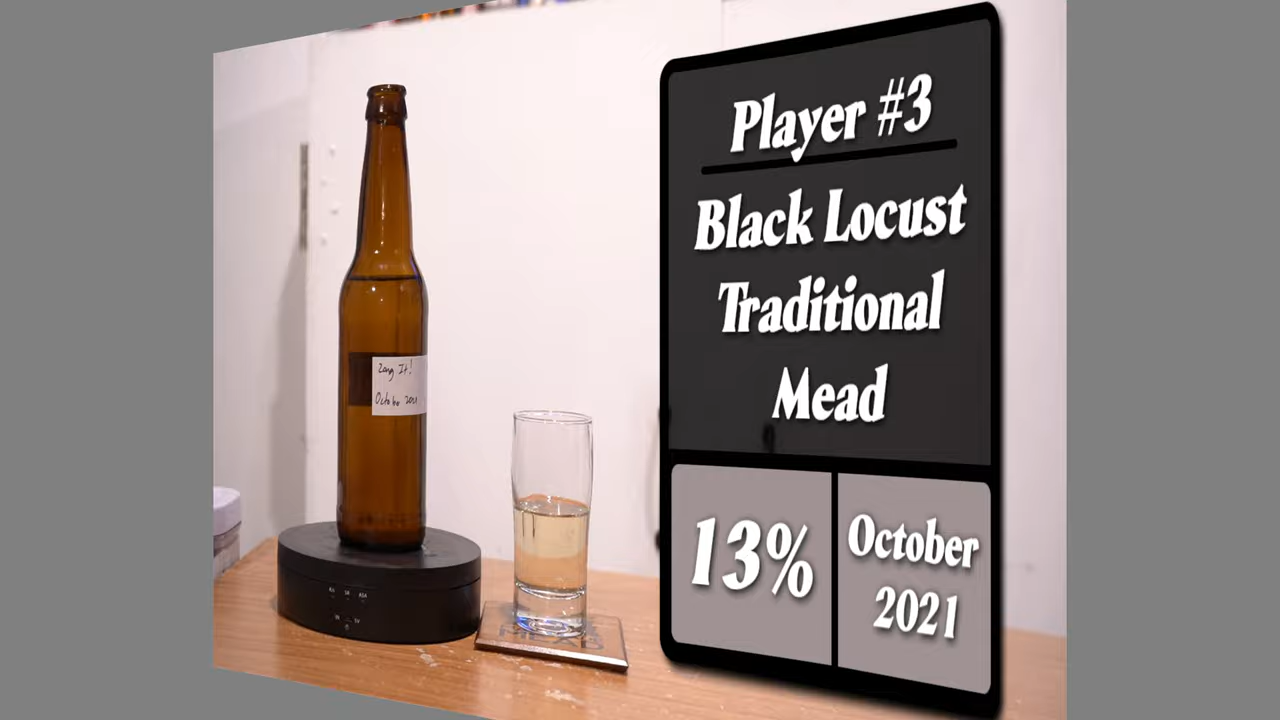 Player #3
Black Locust
Traditional
Mead
13%
October
2021
Zang It!
October 2021